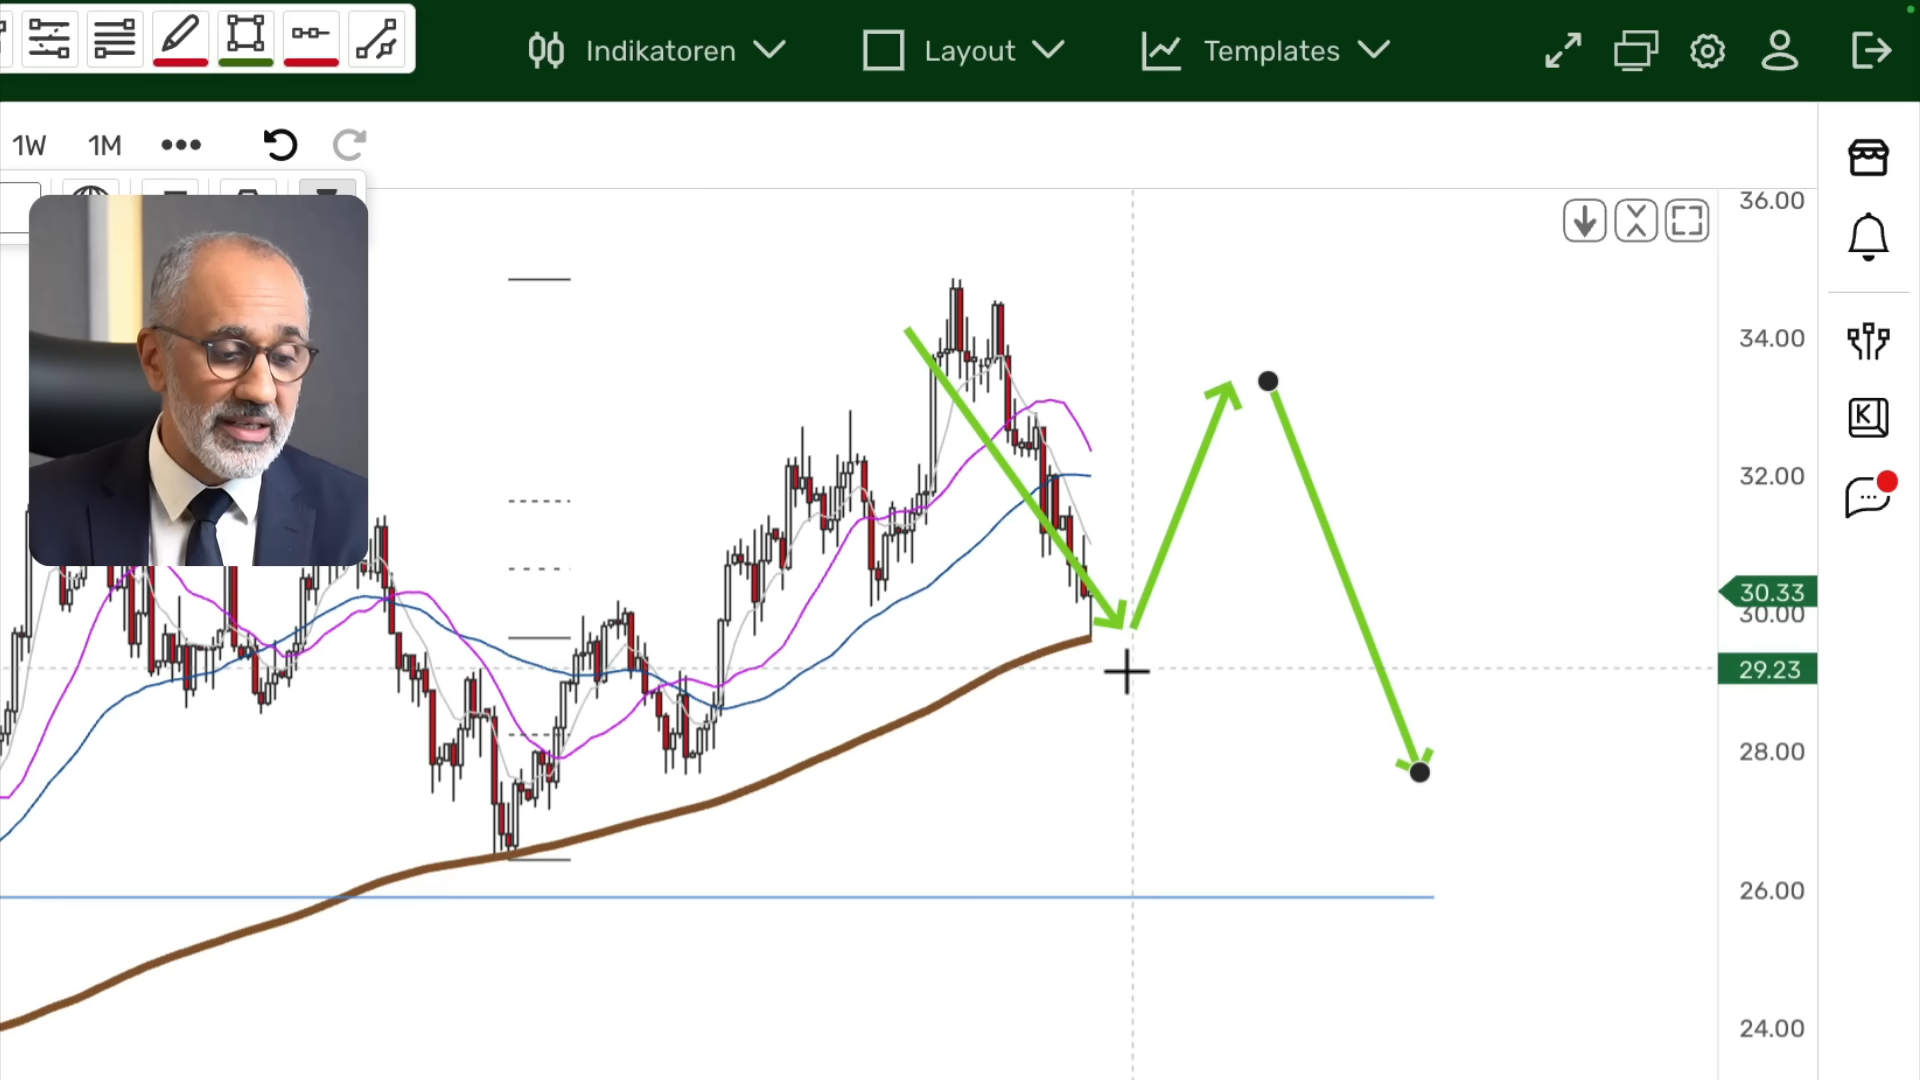 Indikatoren
Layout
Templates
1W
1M
36.00
34.00
32.00
30.33
30.00
29.23
28.00
26.00
24.00
K